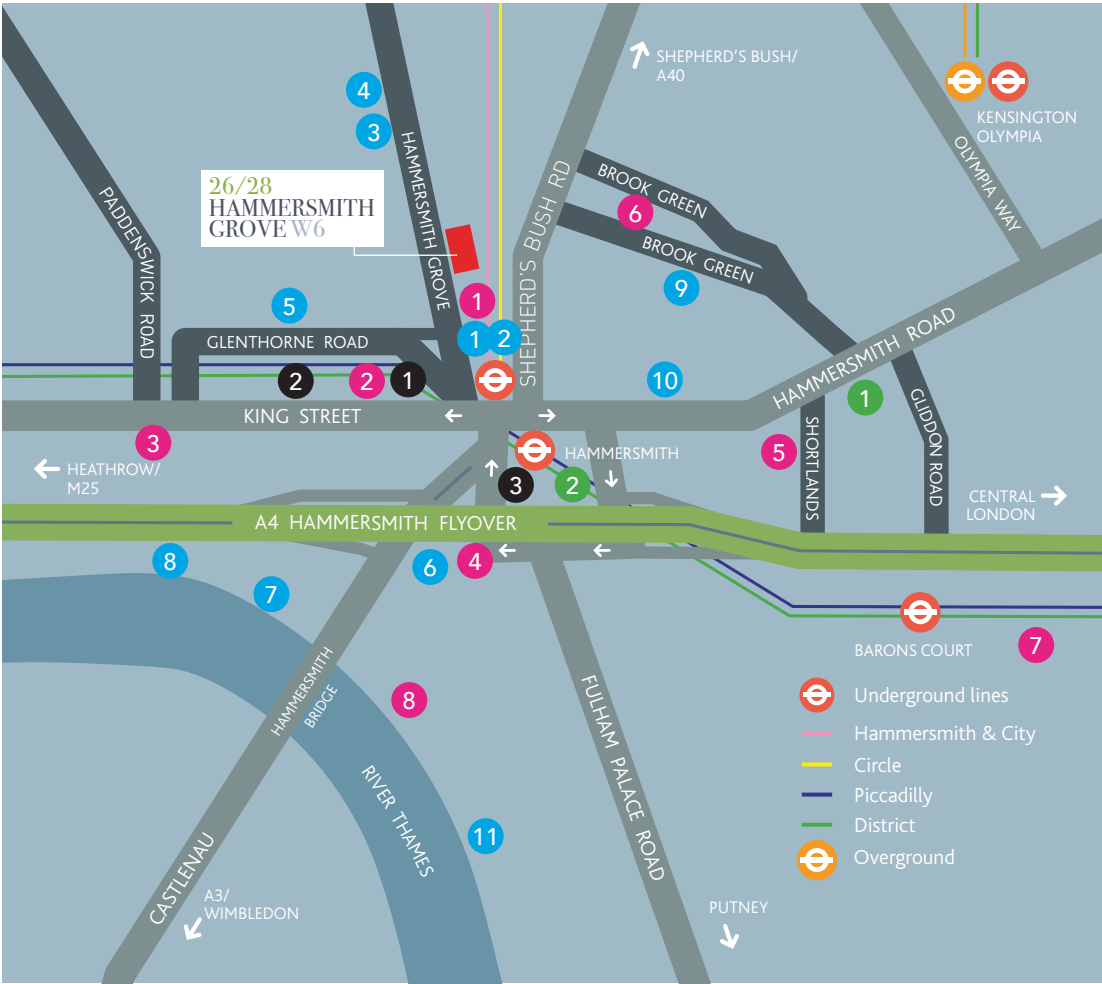 SHEPHERD'S BUSH/
A40
KENSINGTON
OLYMPIA
OLYMPIA WAY
4
3
HAMMERSMITH GROVE
26/28
HAMMERSMITH
GROVE W6
PADDENSWICK ROAD
SHEPHERD'S BUSH RD
BROOK GREEN
6
BROOK GREEN
9
5
1
1
2
GLENTHORNE ROAD
2
2
1
10
HAMMERSMITH ROAD
1
GLIDDON ROAD
KING STREET
3
HEATHROW/
M25
HAMMERSMITH
3
2
5
SHORTLANDS
CENTRAL
LONDON
A4 HAMMERSMITH FLYOVER
8
7
6
4
BARONS COURT
7
HAMMERSMITH
BRIDGE
8
RIVER THAMES
11
FULHAM PALACE ROAD
CASTLENAU
A3/
WIMBLEDON
PUTNEY
Underground lines
Hammersmith & City
Circle
Piccadilly
District
Overground